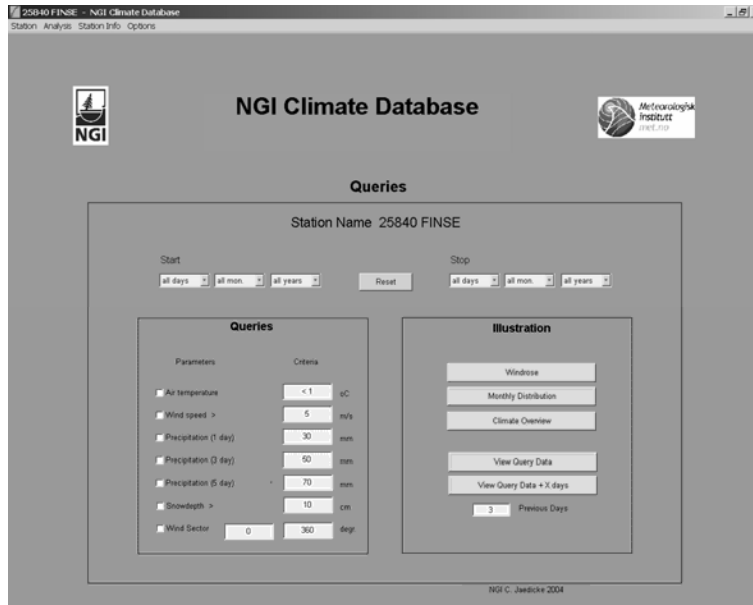 25840 FINSE - NGI Climate Database
Station Analysis Station Info Options
NGI
NGI Climate Database
Meteorologisk
Institutt
met.no
Queries
Station Name 25840 FINSE
Start
Stop
all days all mon. all years Reset all days all mon. all years
Queries
Parameters Criteria
Air temperature < 1 oC
Wind speed > 5 m/s
Precipitation (1 day) 30 mm
Precipitation (3 day) 50 mm
Precipitation (5 day) 70 mm
Snowdepth > 10 cm
Wind Sector 0 360 degr.
Illustration
Windrose
Monthly Distribution
Climate Overview
View Query Data
View Query Data + X days
3 Previous Days
NGI C. Jaedicke 2004